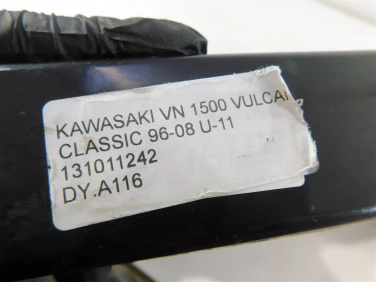 KAWASAKI VN 1500 VULCA
CLASSIC 96-08 U-11
131011242
DY.A116